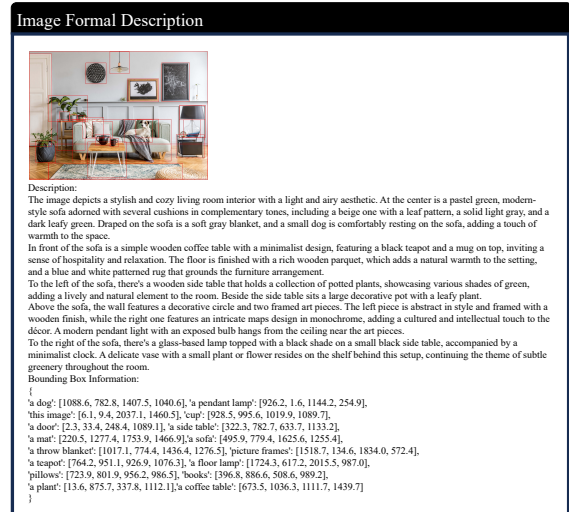 Image Formal Description
Description:
The image depicts a stylish and cozy living room interior with a light and airy aesthetic. At the center is a pastel green, modern-
style sofa adorned with several cushions in complementary tones, including a beige one with a leaf pattern, a solid light gray, and a
dark leafy green. Draped on the sofa is a soft gray blanket, and a small dog is comfortably resting on the sofa, adding a touch of
warmth to the space.
In front of the sofa is a simple wooden coffee table with a minimalist design, featuring a black teapot and a mug on top, inviting a
sense of hospitality and relaxation. The floor is finished with a rich wooden parquet, which adds a natural warmth to the setting,
and a blue and white patterned rug that grounds the furniture arrangement.
To the left of the sofa, there's a wooden side table that holds a collection of potted plants, showcasing various shades of green,
adding a lively and natural element to the room. Beside the side table sits a large decorative pot with a leafy plant.
Above the sofa, the wall features a decorative circle and two framed art pieces. The left piece is abstract in style and framed with a
wooden finish, while the right one features an intricate maps design in monochrome, adding a cultured and intellectual touch to the
décor. A modern pendant light with an exposed bulb hangs from the ceiling near the art pieces.
To the right of the sofa, there's a glass-based lamp topped with a black shade on a small black side table, accompanied by a
minimalist clock. A delicate vase with a small plant or flower resides on the shelf behind this setup, continuing the theme of subtle
greenery throughout the room.
Bounding Box Information:
{
'a dog': [1088.6, 782.8, 1407.5, 1040.6], 'a pendant lamp': [926.2, 1.6, 1144.2, 254.9],
'this image': [6.1, 9.4, 2037.1, 1460.5], 'cup': [928.5, 995.6, 1019.9, 1089.7],
'a door': [2.3, 33.4, 248.4, 1089.1], 'a side table': [322.3, 782.7, 633.7, 1133.2],
'a mat': [220.5, 1277.4, 1753.9, 1466.9],'a sofa': [495.9, 779.4, 1625.6, 1255.4],
'a throw blanket': [1017.1, 774.4, 1436.4, 1276.5], 'picture frames': [1518.7, 134.6, 1834.0, 572.4],
'a teapot': [764.2, 951.1, 926.9, 1076.3], 'a floor lamp': [1724.3, 617.2, 2015.5, 987.0],
'pillows': [723.9, 801.9, 956.2, 986.5], 'books': [396.8, 886.6, 508.6, 989.2],
'a plant': [13.6, 875.7, 337.8, 1112.1],'a coffee table': [673.5, 1036.3, 1111.7, 1439.7]
}